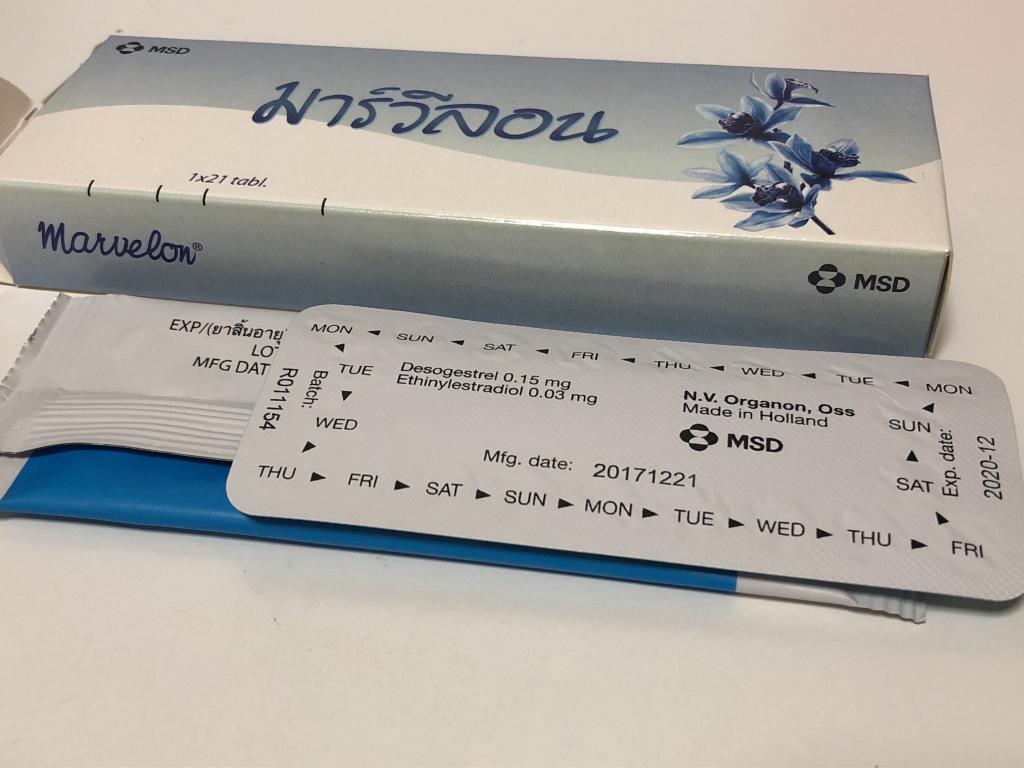 MSD
มาร์วีลอน
1x21 tabl.
marvelon®
MSD
EXP/(ยาสิ้นอายุ
LO
MFG DAT
MON ◄ SUN ◄ SAT ◄ FRI ◄ THU ◄ WED ◄ TUE ◄ MON
TUE
WED
Batch:
R011154
Desogestrel 0.15 mg
Ethinylestradiol 0.03 mg
N.V. Organon, Oss
Made in Holland
MSD
Mfg. date: 20171221
SUN
SAT
Exp. date:
2020-12
THU ► FRI ► SAT ► SUN ► MON ► TUE ► WED ► THU ► FRI